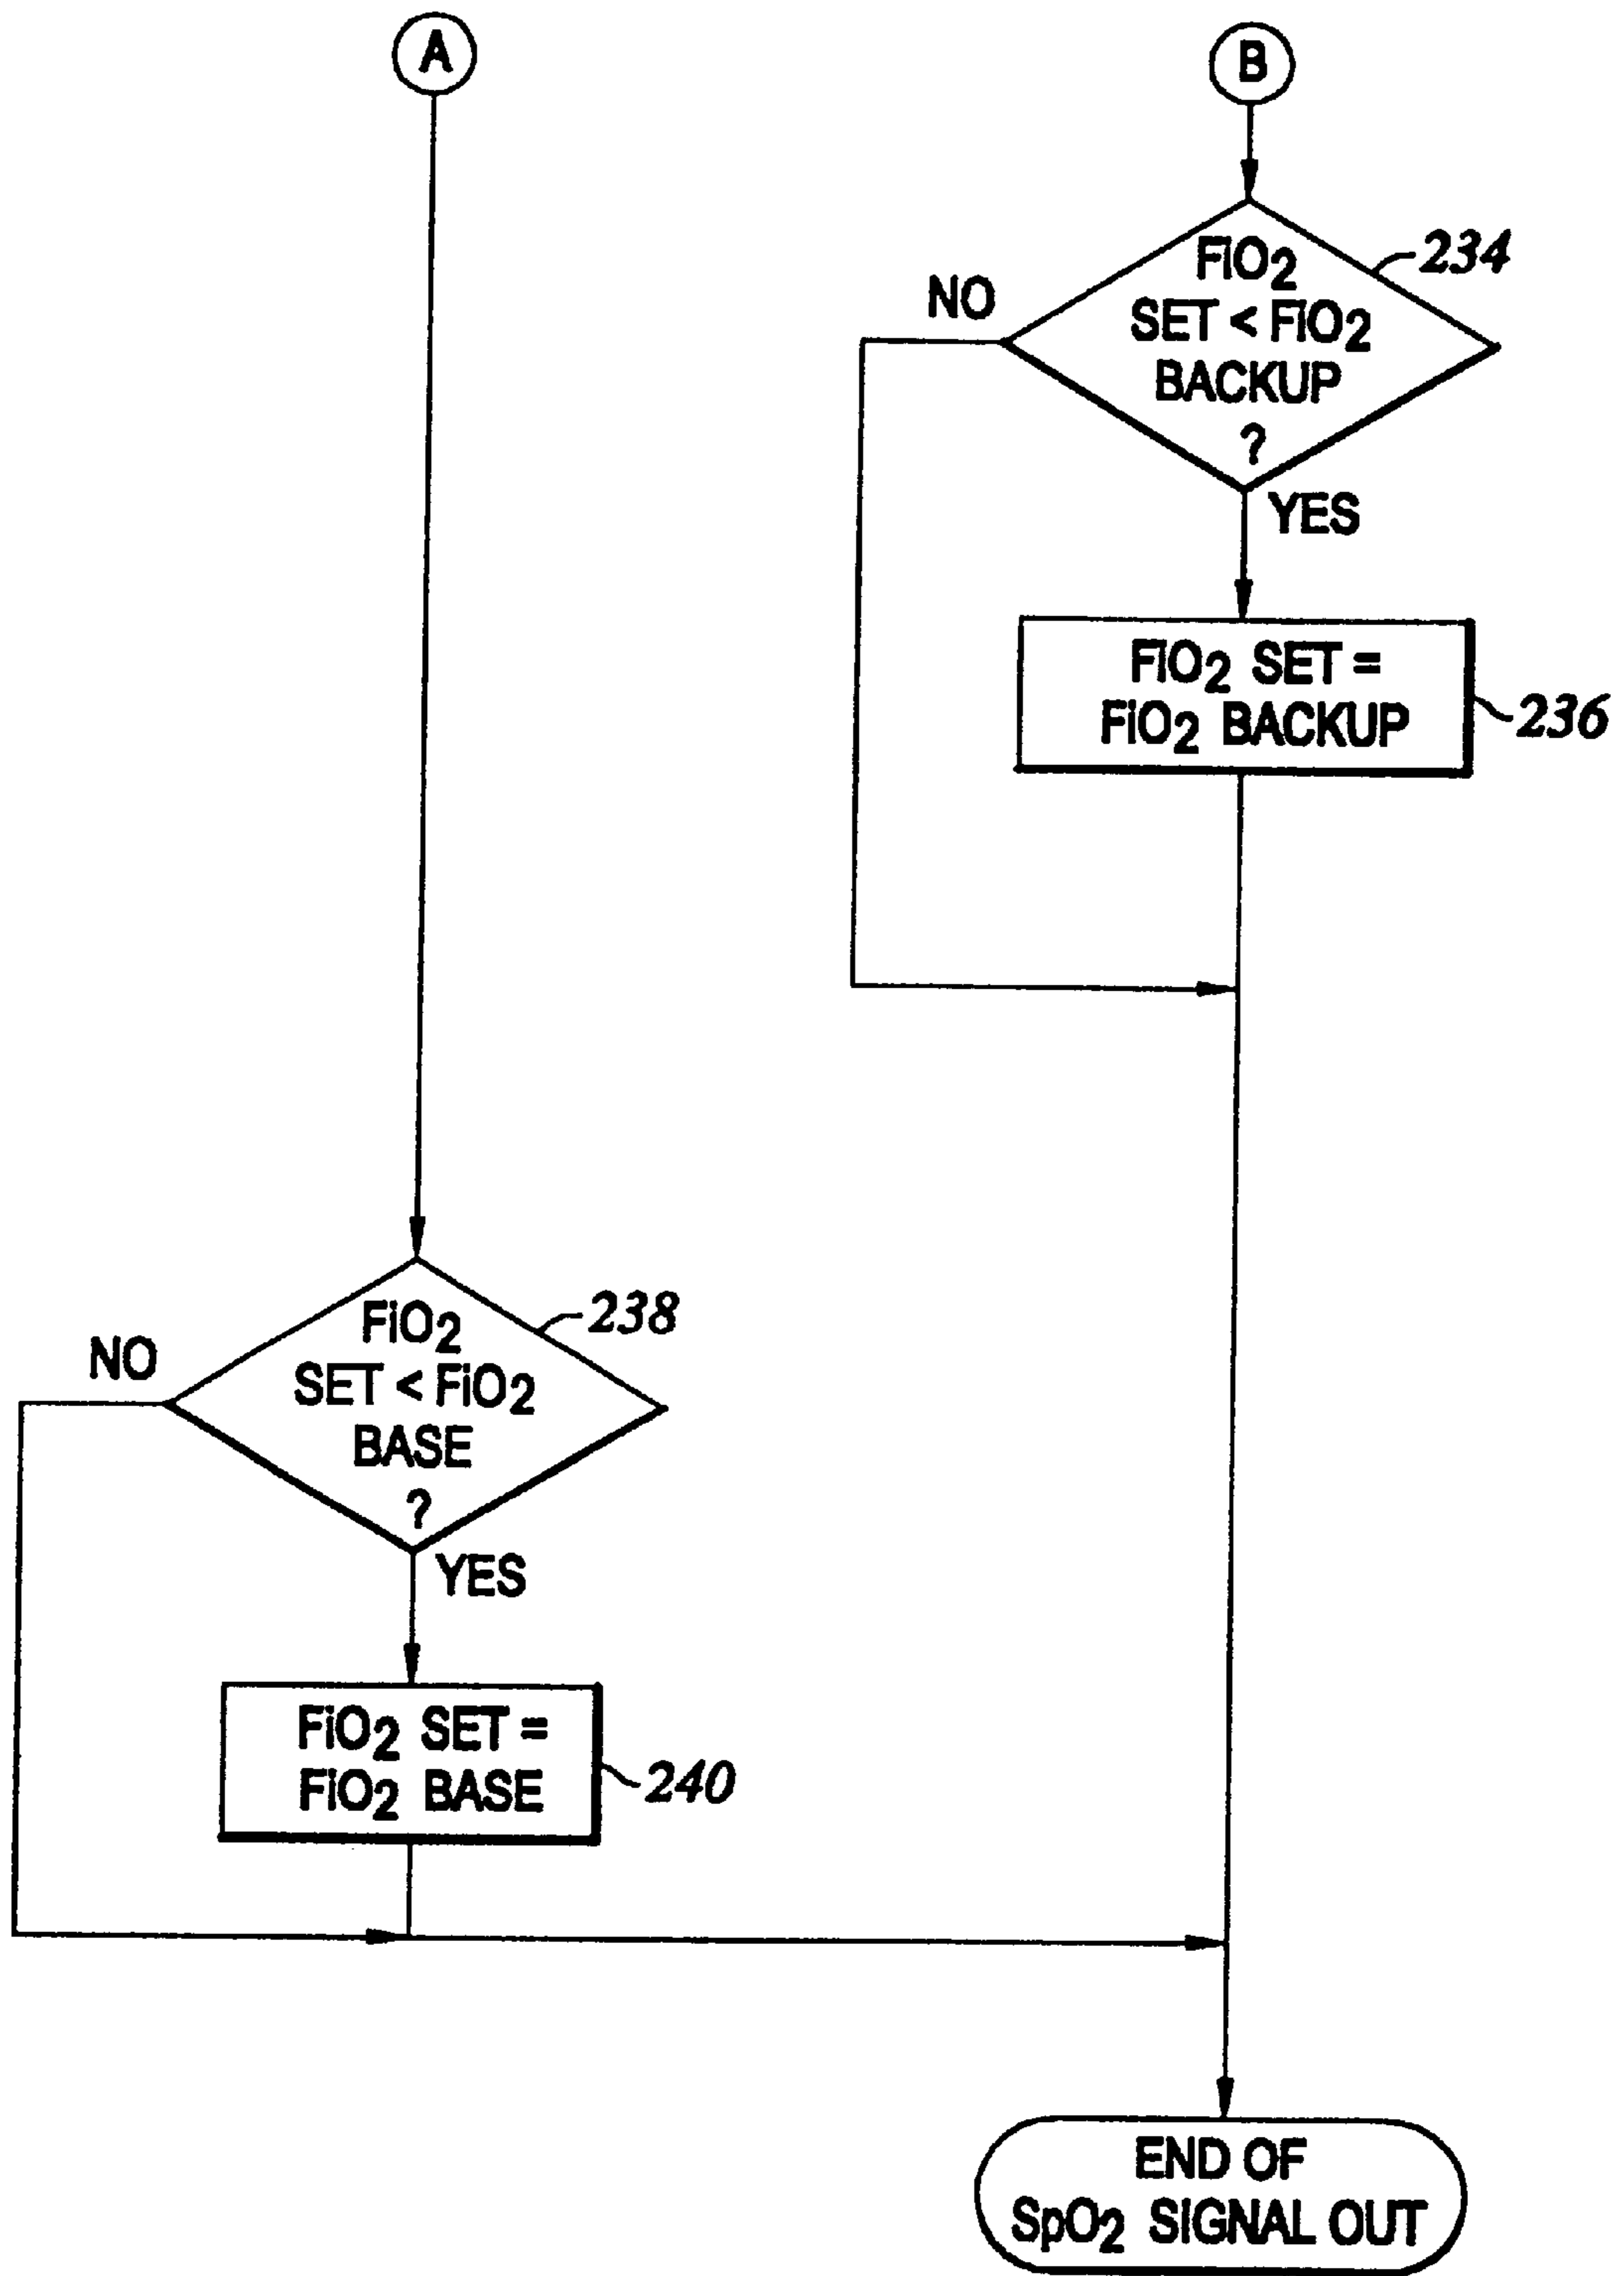 A
B
FiO₂
SET < FiO₂
BACKUP
?
234
NO
YES
FiO₂ SET =
FiO₂ BACKUP
236
FiO₂
SET < FiO₂
BASE
?
238
NO
YES
FiO₂ SET =
FiO₂ BASE
240
END OF
SpO₂ SIGNAL OUT